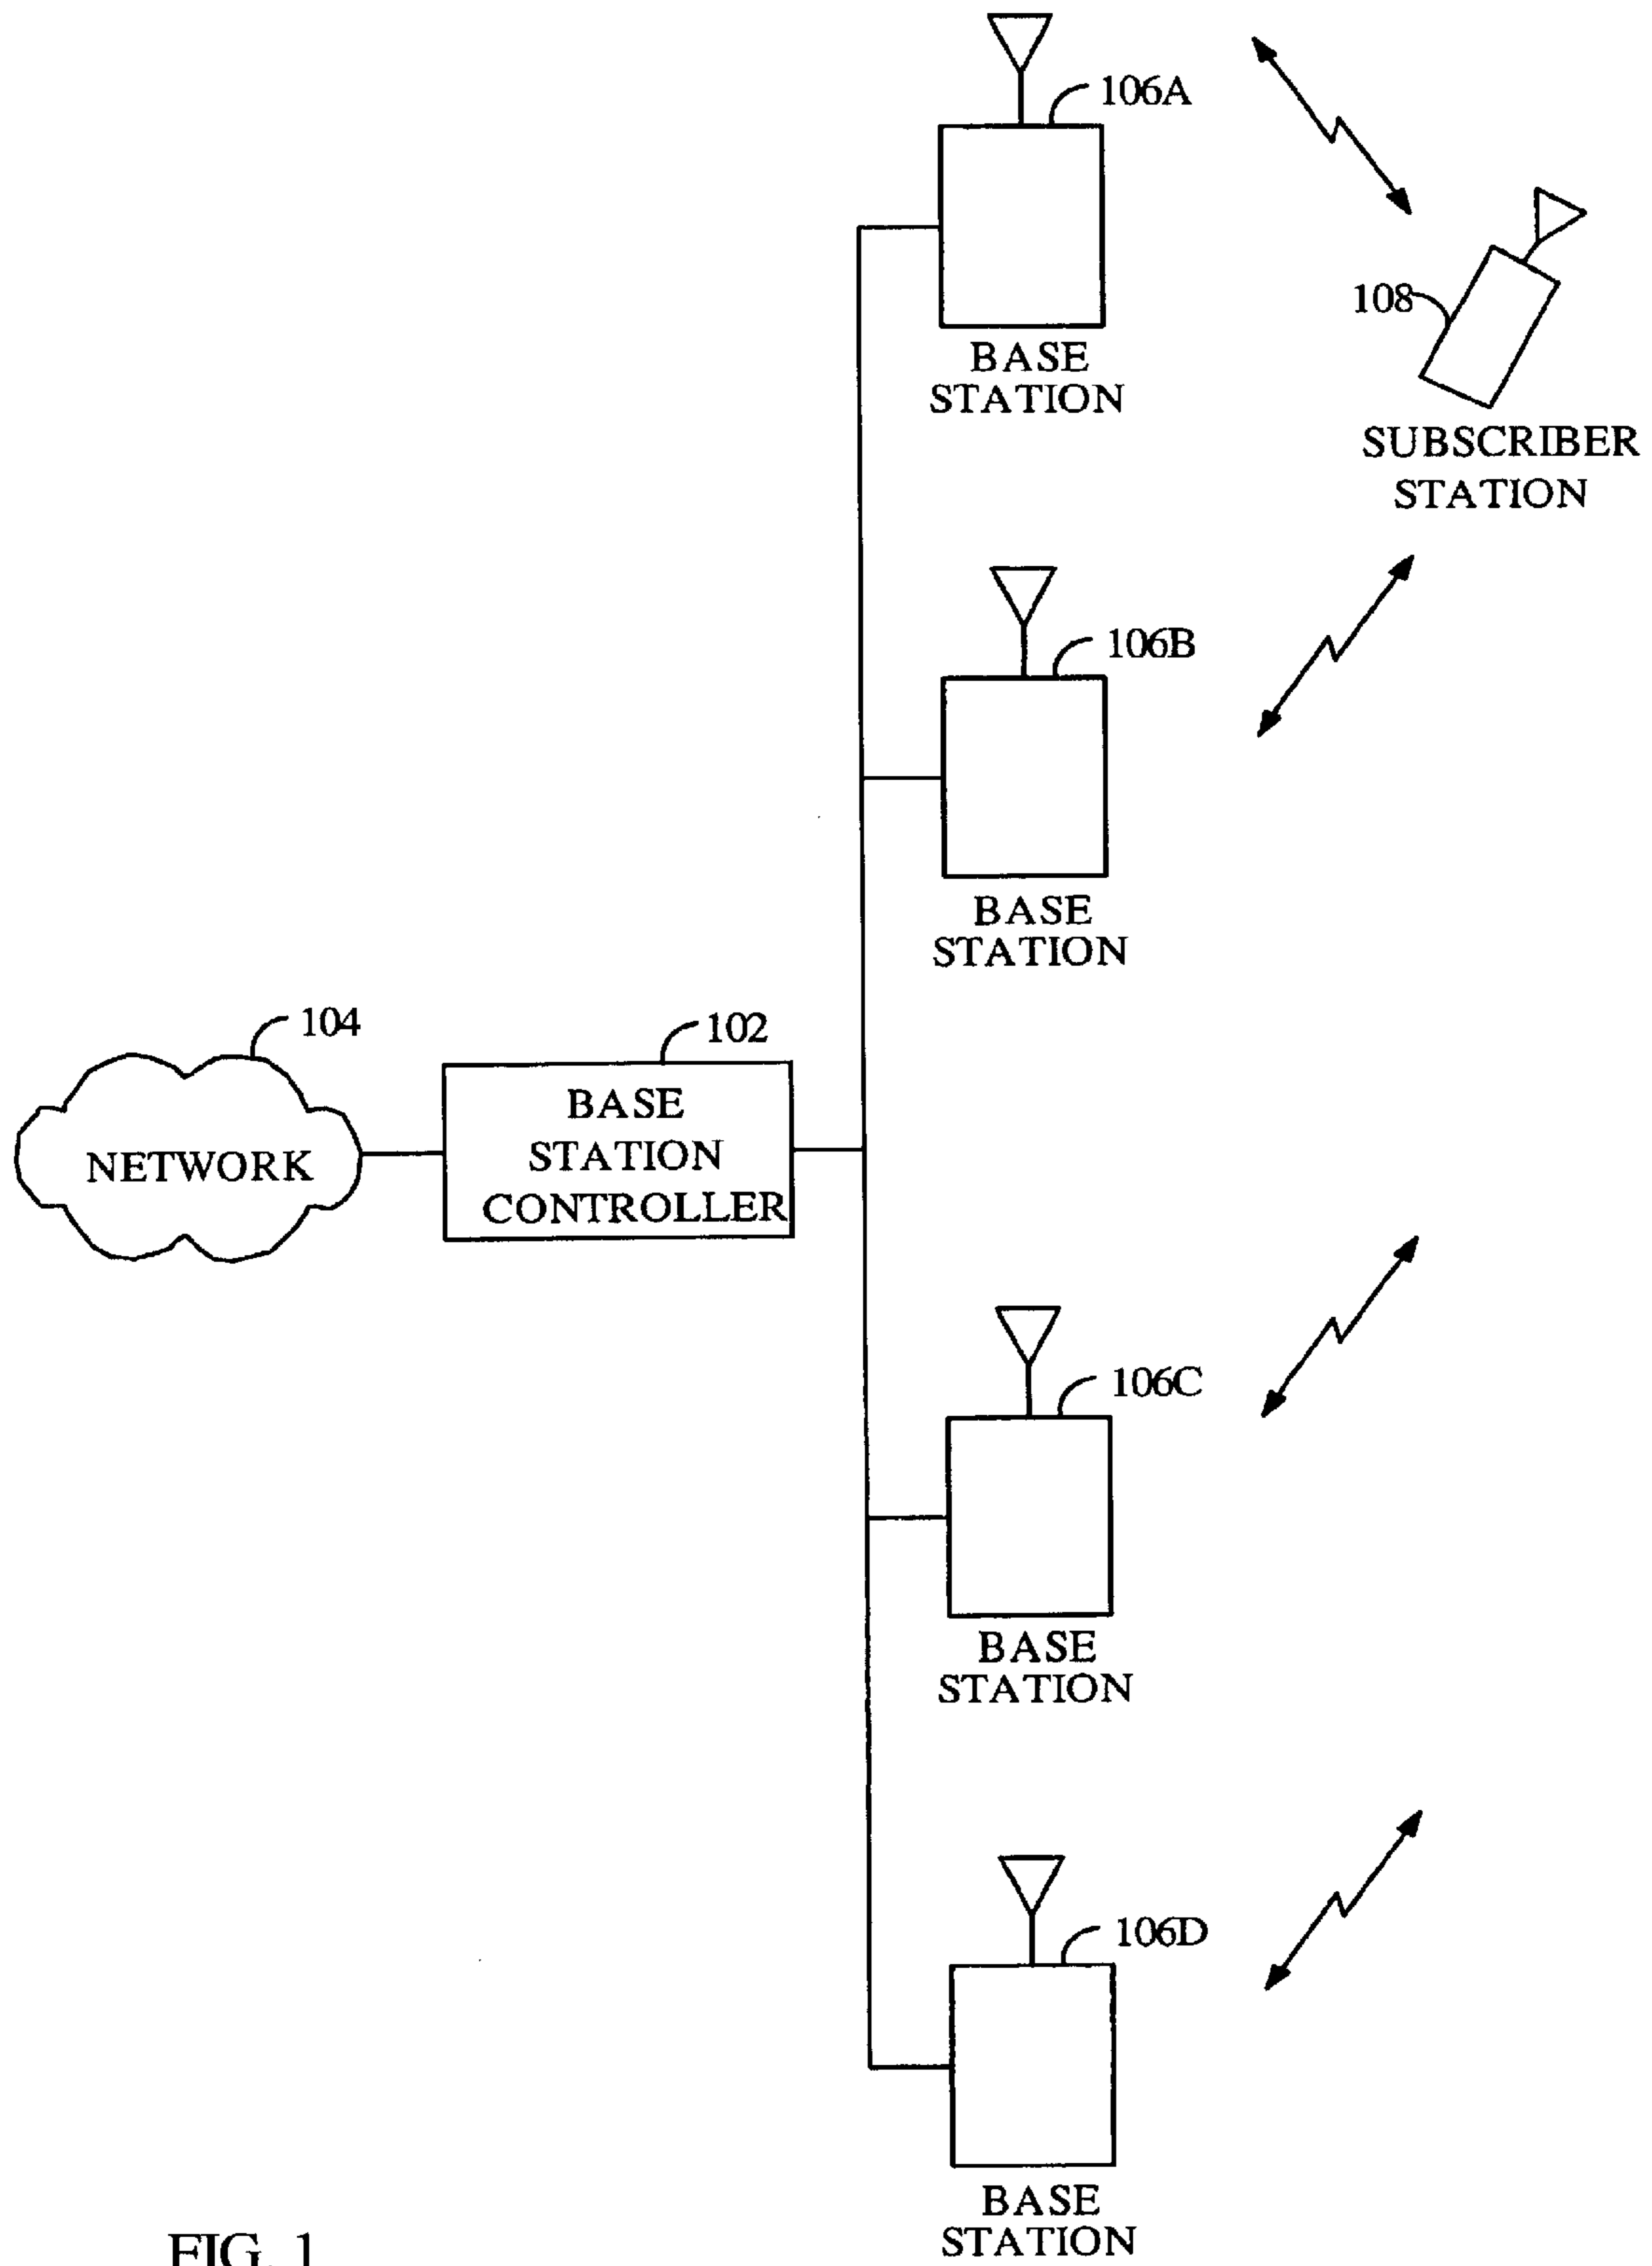 106A
BASE
STATION
108
SUBSCRIBER
STATION
106B
BASE
STATION
104
NETWORK
102
BASE
STATION
CONTROLLER
106C
BASE
STATION
106D
BASE
STATION
FIG. 1